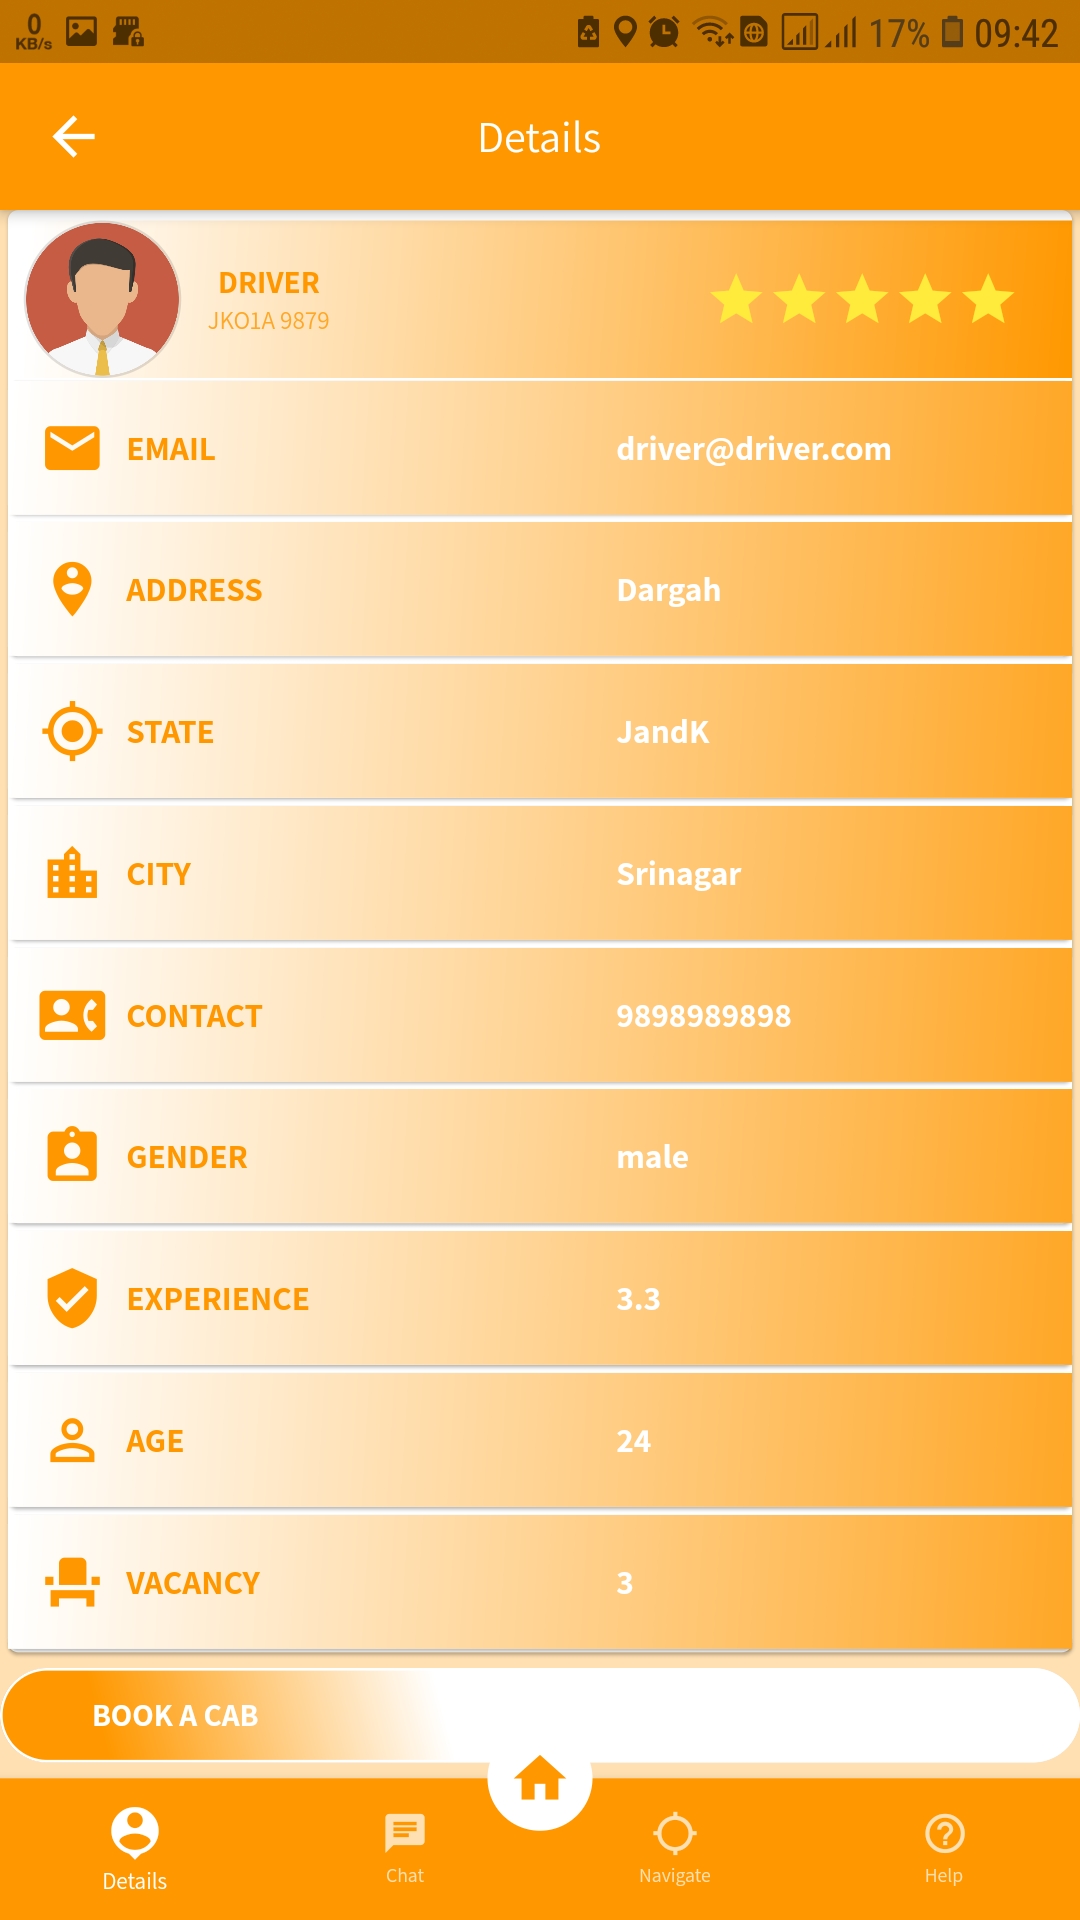 0
KB/s
17% 09:42
Details
DRIVER
JKO1A 9879
EMAIL driver@driver.com
ADDRESS Dargah
STATE JandK
CITY Srinagar
CONTACT 9898989898
GENDER male
EXPERIENCE 3.3
AGE 24
VACANCY 3
BOOK A CAB
Details Chat Navigate Help